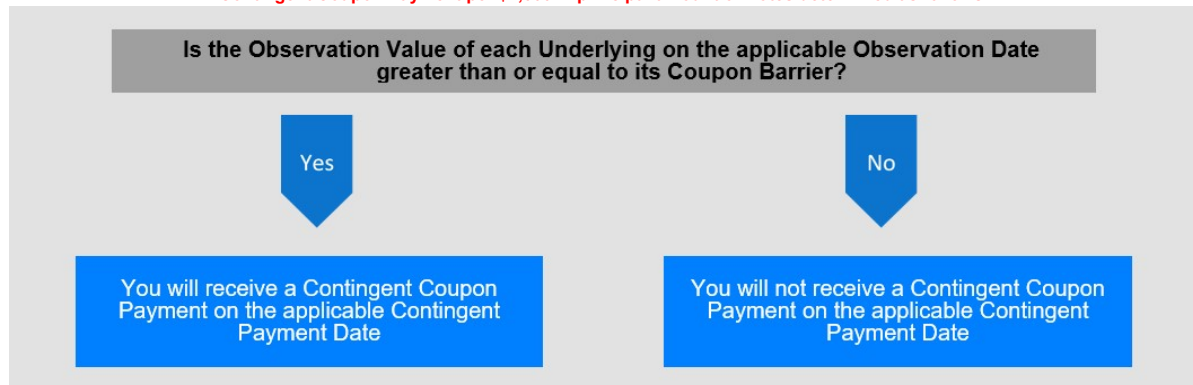 Is the Observation Value of each Underlying on the applicable Observation Date
greater than or equal to its Coupon Barrier?
Yes
No
You will receive a Contingent Coupon
Payment on the applicable Contingent
Payment Date
You will not receive a Contingent Coupon
Payment on the applicable Contingent
Payment Date